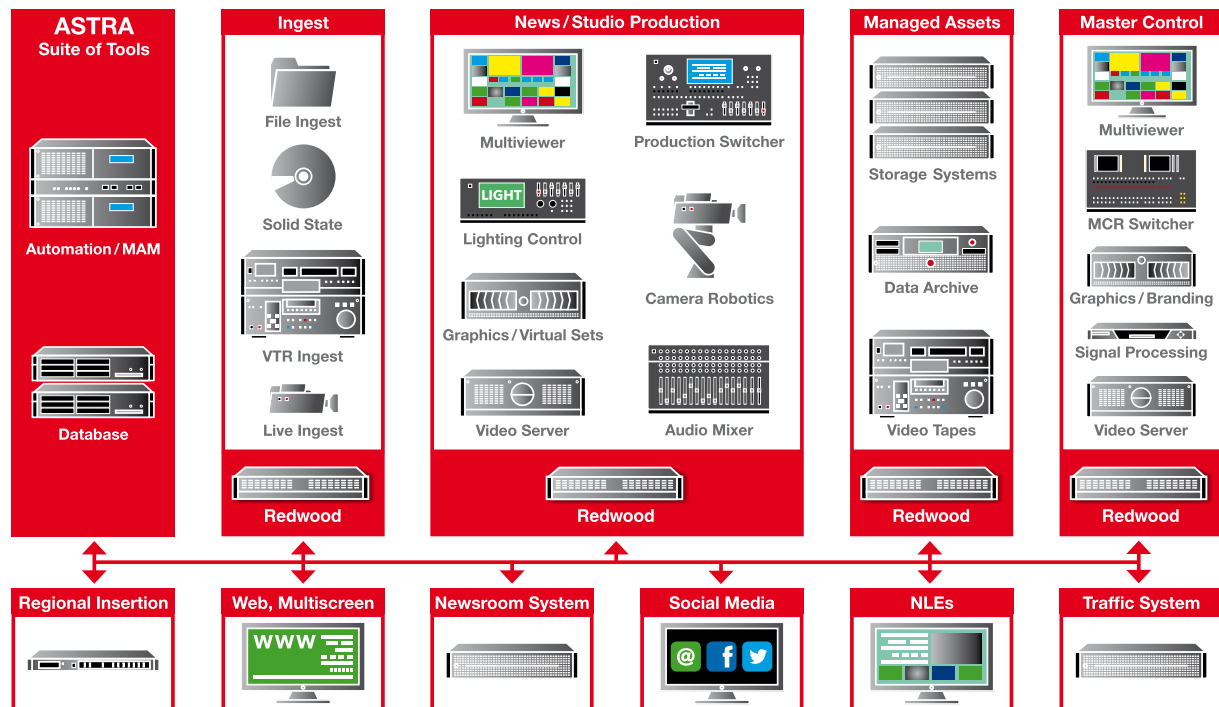 ASTRA
Suite of Tools
Automation / MAM
Database
Ingest
File Ingest
Solid State
VTR Ingest
Live Ingest
Redwood
News / Studio Production
Multiviewer
Production Switcher
LIGHT
Lighting Control
Camera Robotics
Graphics / Virtual Sets
Video Server
Audio Mixer
Redwood
Managed Assets
Storage Systems
Data Archive
Video Tapes
Redwood
Master Control
Multiviewer
MCR Switcher
Graphics / Branding
Signal Processing
Video Server
Redwood
Regional Insertion
Web, Multiscreen
WWW
Newsroom System
Social Media
@ f
NLEs
Traffic System